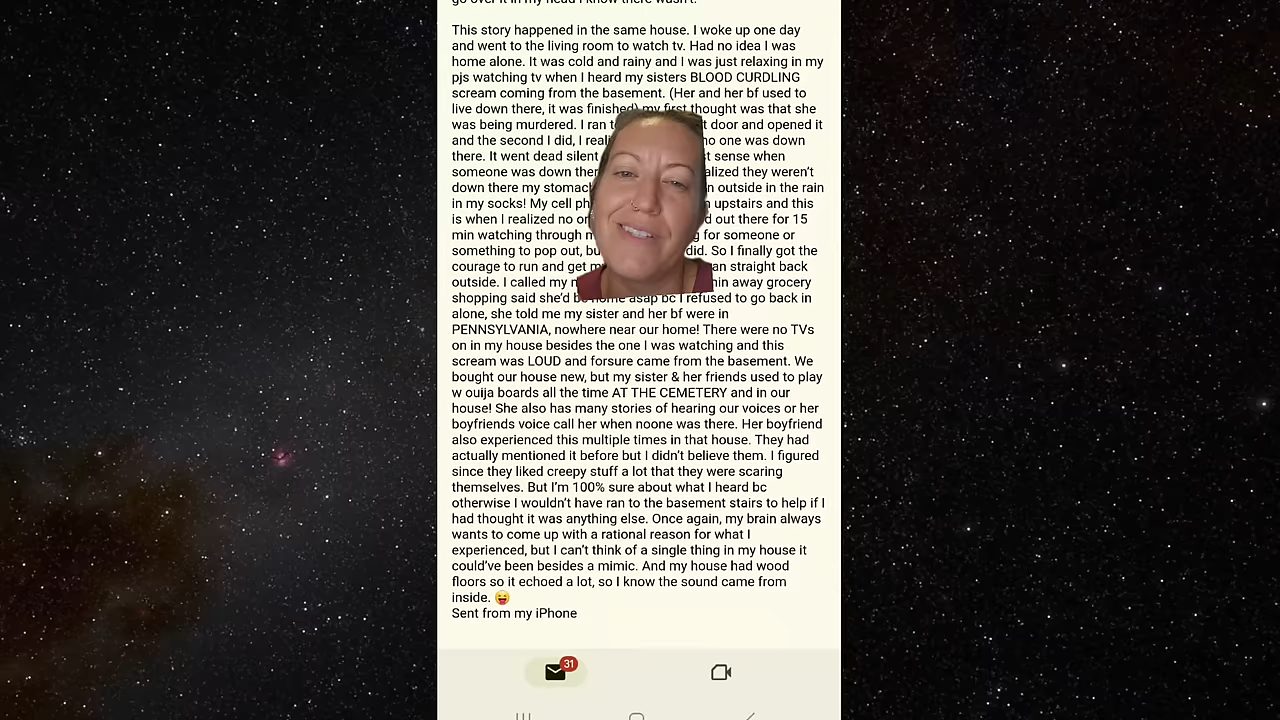 go over it in my head I know there wasn't.
This story happened in the same house. I woke up one day
and went to the living room to watch tv. Had no idea I was
home alone. It was cold and rainy and I was just relaxing in my
pjs watching tv when I heard my sisters BLOOD CURDLING
scream coming from the basement. (Her and her bf used to
live down there, it was finished) my first thought was that she
was being murdered. I ran t door and opened it
and the second I did, I reali no one was down
there. It went dead silent st sense when
someone was down ther alized they weren't
down there my stomac n outside in the rain
in my socks! My cell ph upstairs and this
is when I realized no o d out there for 15
min watching through for someone or
something to pop out, bu did. So I finally got the
courage to run and get m an straight back
outside. I called my min away grocery
shopping said she'd be home asap bc I refused to go back in
alone, she told me my sister and her bf were in
PENNSYLVANIA, nowhere near our home! There were no TVs
on in my house besides the one I was watching and this
scream was LOUD and forsure came from the basement. We
bought our house new, but my sister & her friends used to play
w ouija boards all the time AT THE CEMETERY and in our
house! She also has many stories of hearing our voices or her
boyfriends voice call her when noone was there. Her boyfriend
also experienced this multiple times in that house. They had
actually mentioned it before but I didn't believe them. I figured
since they liked creepy stuff a lot that they were scaring
themselves. But I'm 100% sure about what I heard bc
otherwise I wouldn't have ran to the basement stairs to help if I
had thought it was anything else. Once again, my brain always
wants to come up with a rational reason for what I
experienced, but I can't think of a single thing in my house it
could've been besides a mimic. And my house had wood
floors so it echoed a lot, so I know the sound came from
inside. 😝
Sent from my iPhone
31